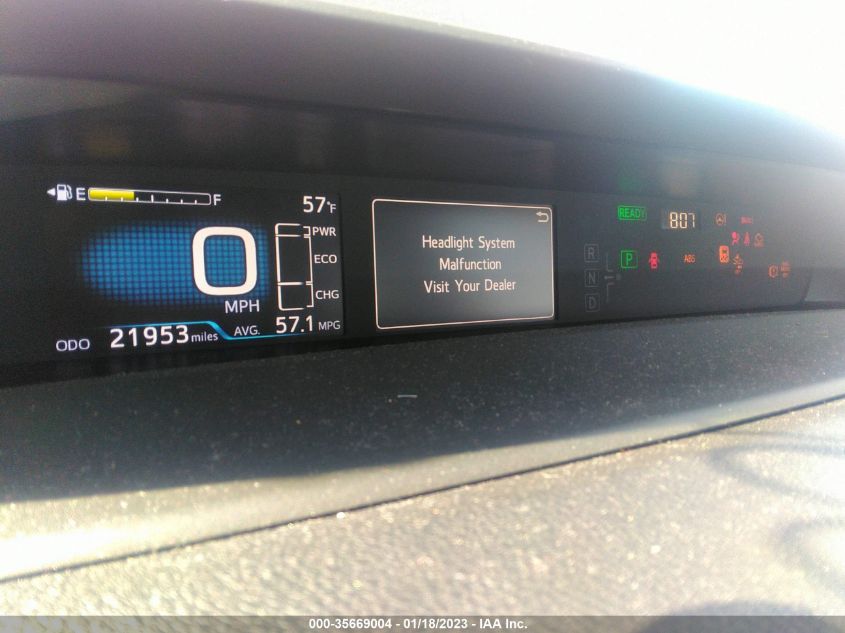 E F
57°F
PWR
ECO
CHG
0
MPH
ODO 21953 miles
AVG. 57.1 MPG
Headlight System
Malfunction
Visit Your Dealer
READY
807
R
N
D
P
ABS
000-35669004 - 01/18/2023 - IAA Inc.